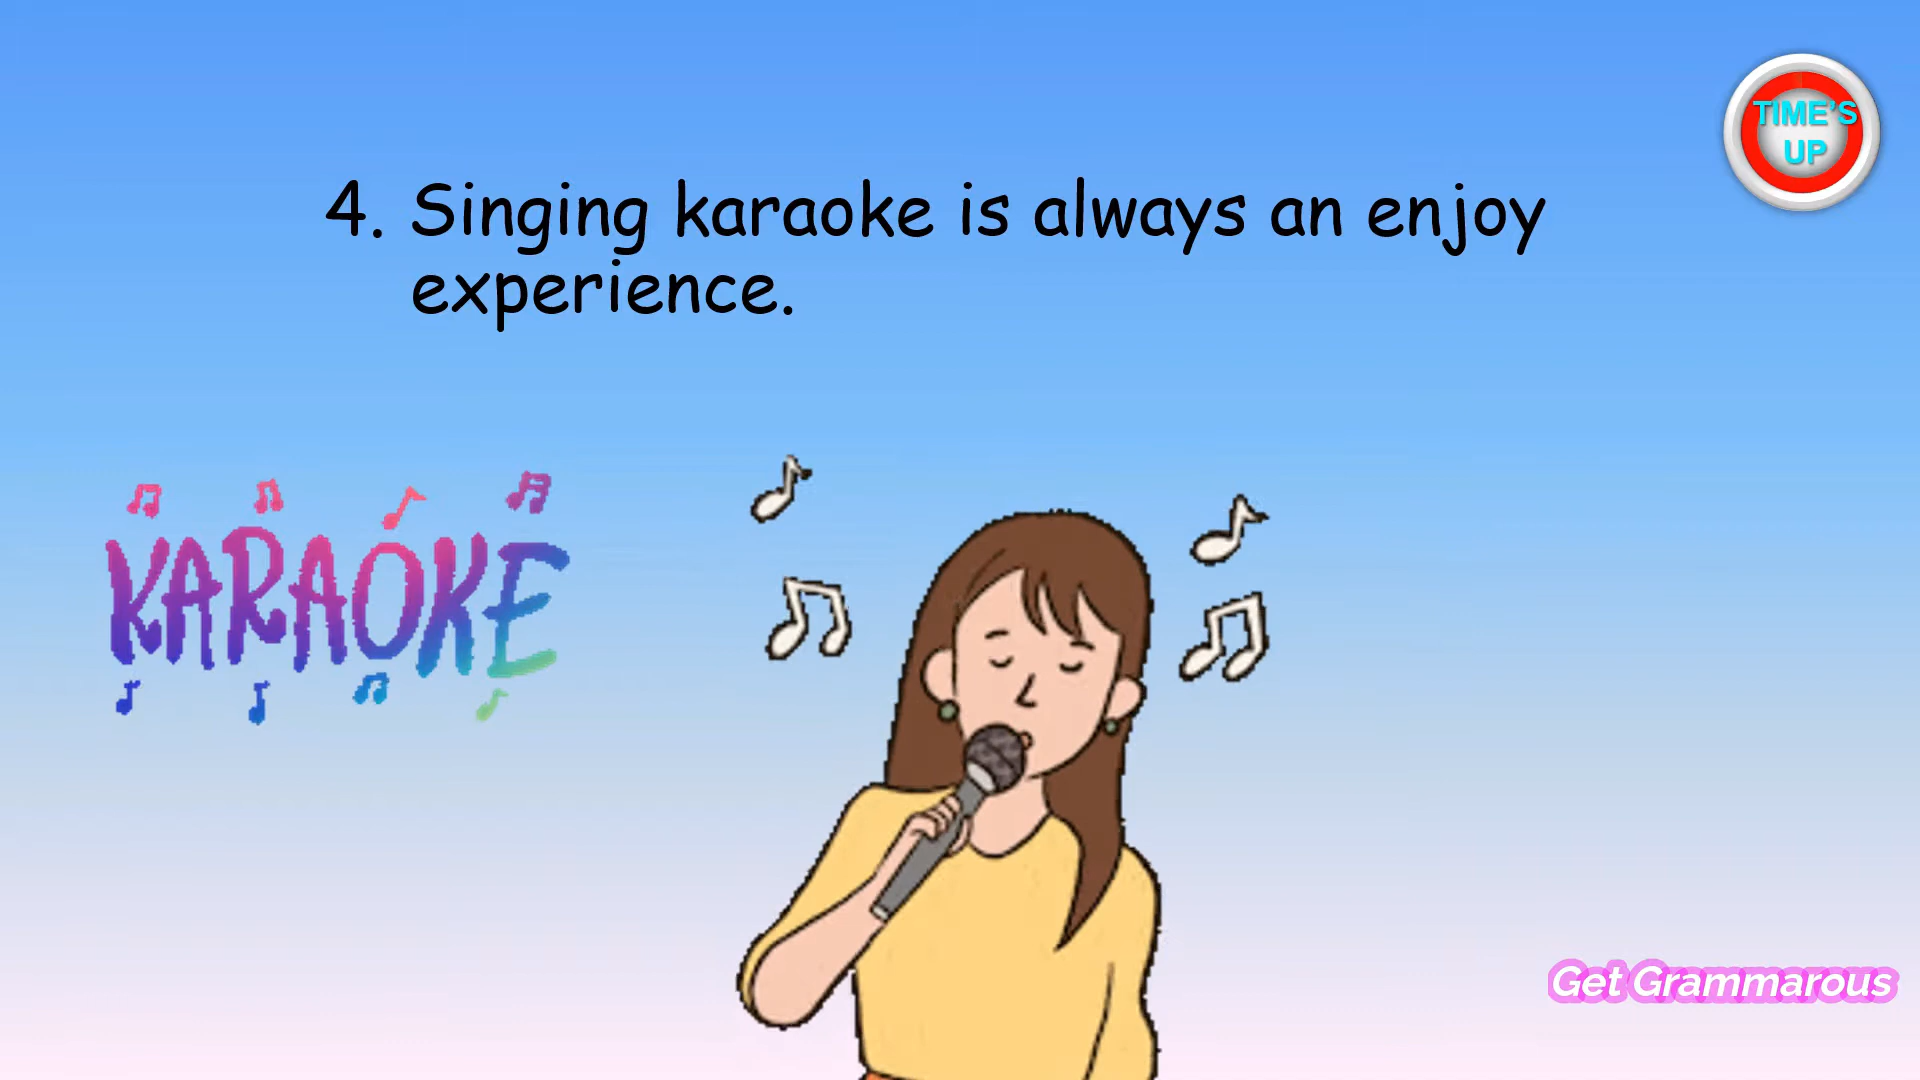 TIME'S
UP
4. Singing karaoke is always an enjoy
experience.
KARAOKE
Get Grammarous